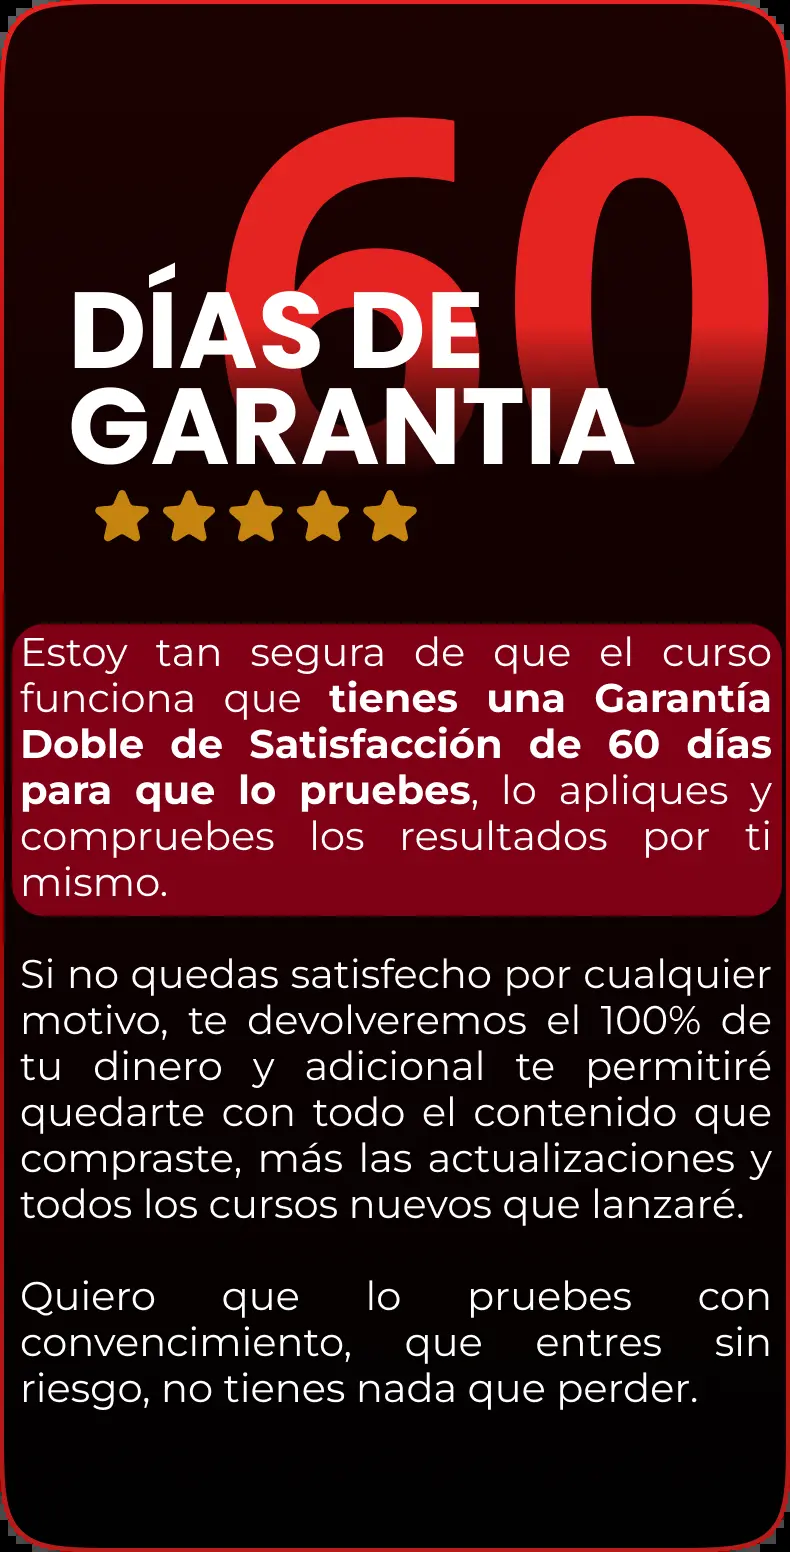 60
DÍAS DE
GARANTIA
Estoy tan segura de que el curso
funciona que tienes una Garantía
Doble de Satisfacción de 60 días
para que lo pruebes, lo apliques y
compruebes los resultados por ti
mismo.
Si no quedas satisfecho por cualquier
motivo, te devolveremos el 100% de
tu dinero y adicional te permitiré
quedarte con todo el contenido que
compraste, más las actualizaciones y
todos los cursos nuevos que lanzaré.
Quiero que lo pruebes con
convencimiento, que entres sin
riesgo, no tienes nada que perder.